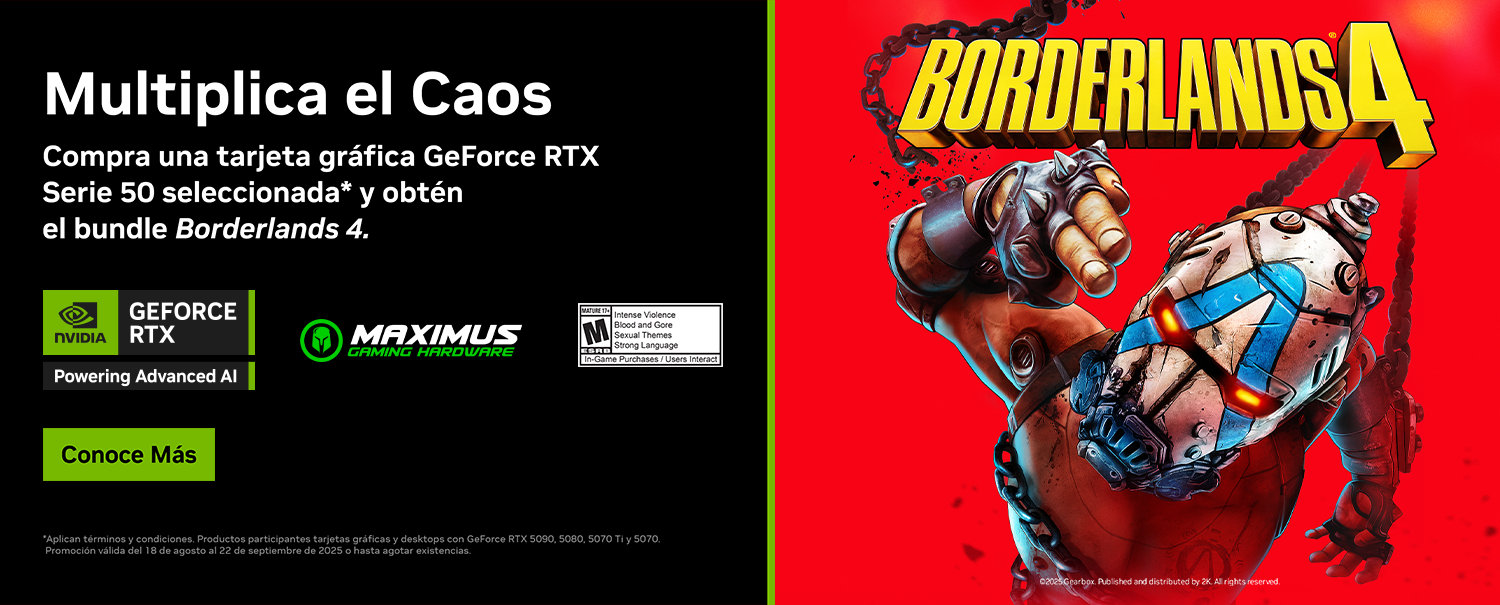 Multiplica el Caos
Compra una tarjeta gráfica GeForce RTX
Serie 50 seleccionada* y obtén
el bundle Borderlands 4.
NVIDIA
GEFORCE
RTX
Powering Advanced AI
MAXIMUS
GAMING HARDWARE
MATURE 17+
M
ESRB
Intense Violence
Blood and Gore
Sexual Themes
Strong Language
In-Game Purchases / Users Interact
Conoce Más
*Aplican términos y condiciones. Productos participantes tarjetas gráficas y desktops con GeForce RTX 5090, 5080, 5070 Ti y 5070.
Promoción válida del 18 de agosto al 22 de septiembre de 2025 o hasta agotar existencias.
BORDERLANDS®4
©2025 Gearbox. Published and distributed by 2K. All rights reserved.